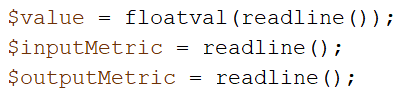 $value = floatval(readline());
$inputMetric = readline();
$outputMetric = readline();